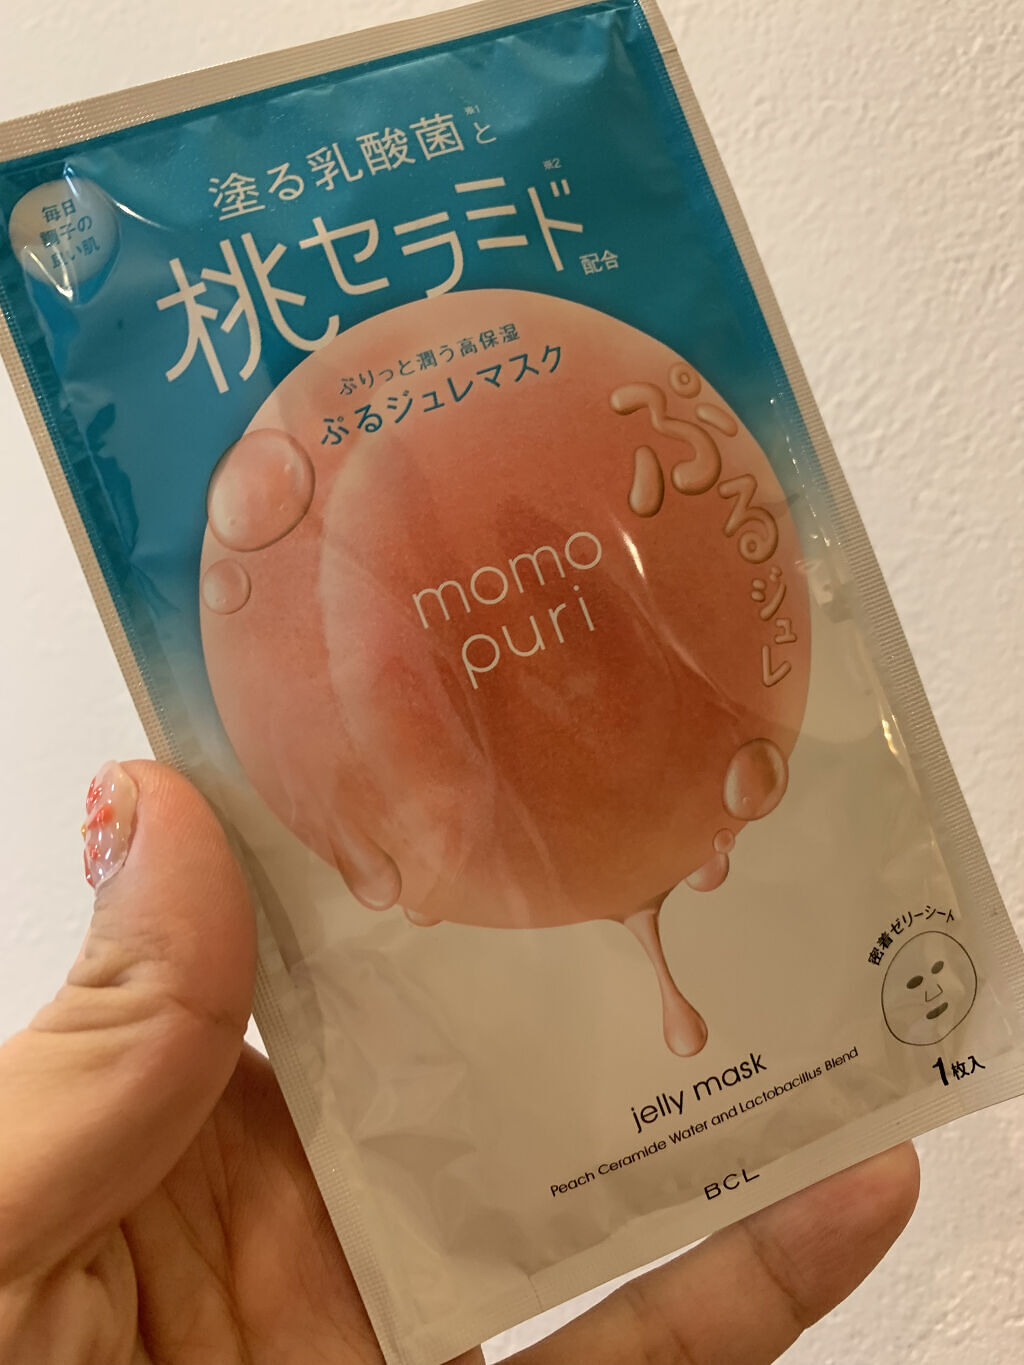 塗る乳酸菌※1と
桃セラミド※2配合
毎日
調子の
良い肌
ぷりっと潤う高保湿
ぷるジュレマスク
ぷるジュレ
momo
puri
密着ゼリーシート
1枚入
jelly mask
Peach Ceramide Water and Lactobacillus Blend
BCL